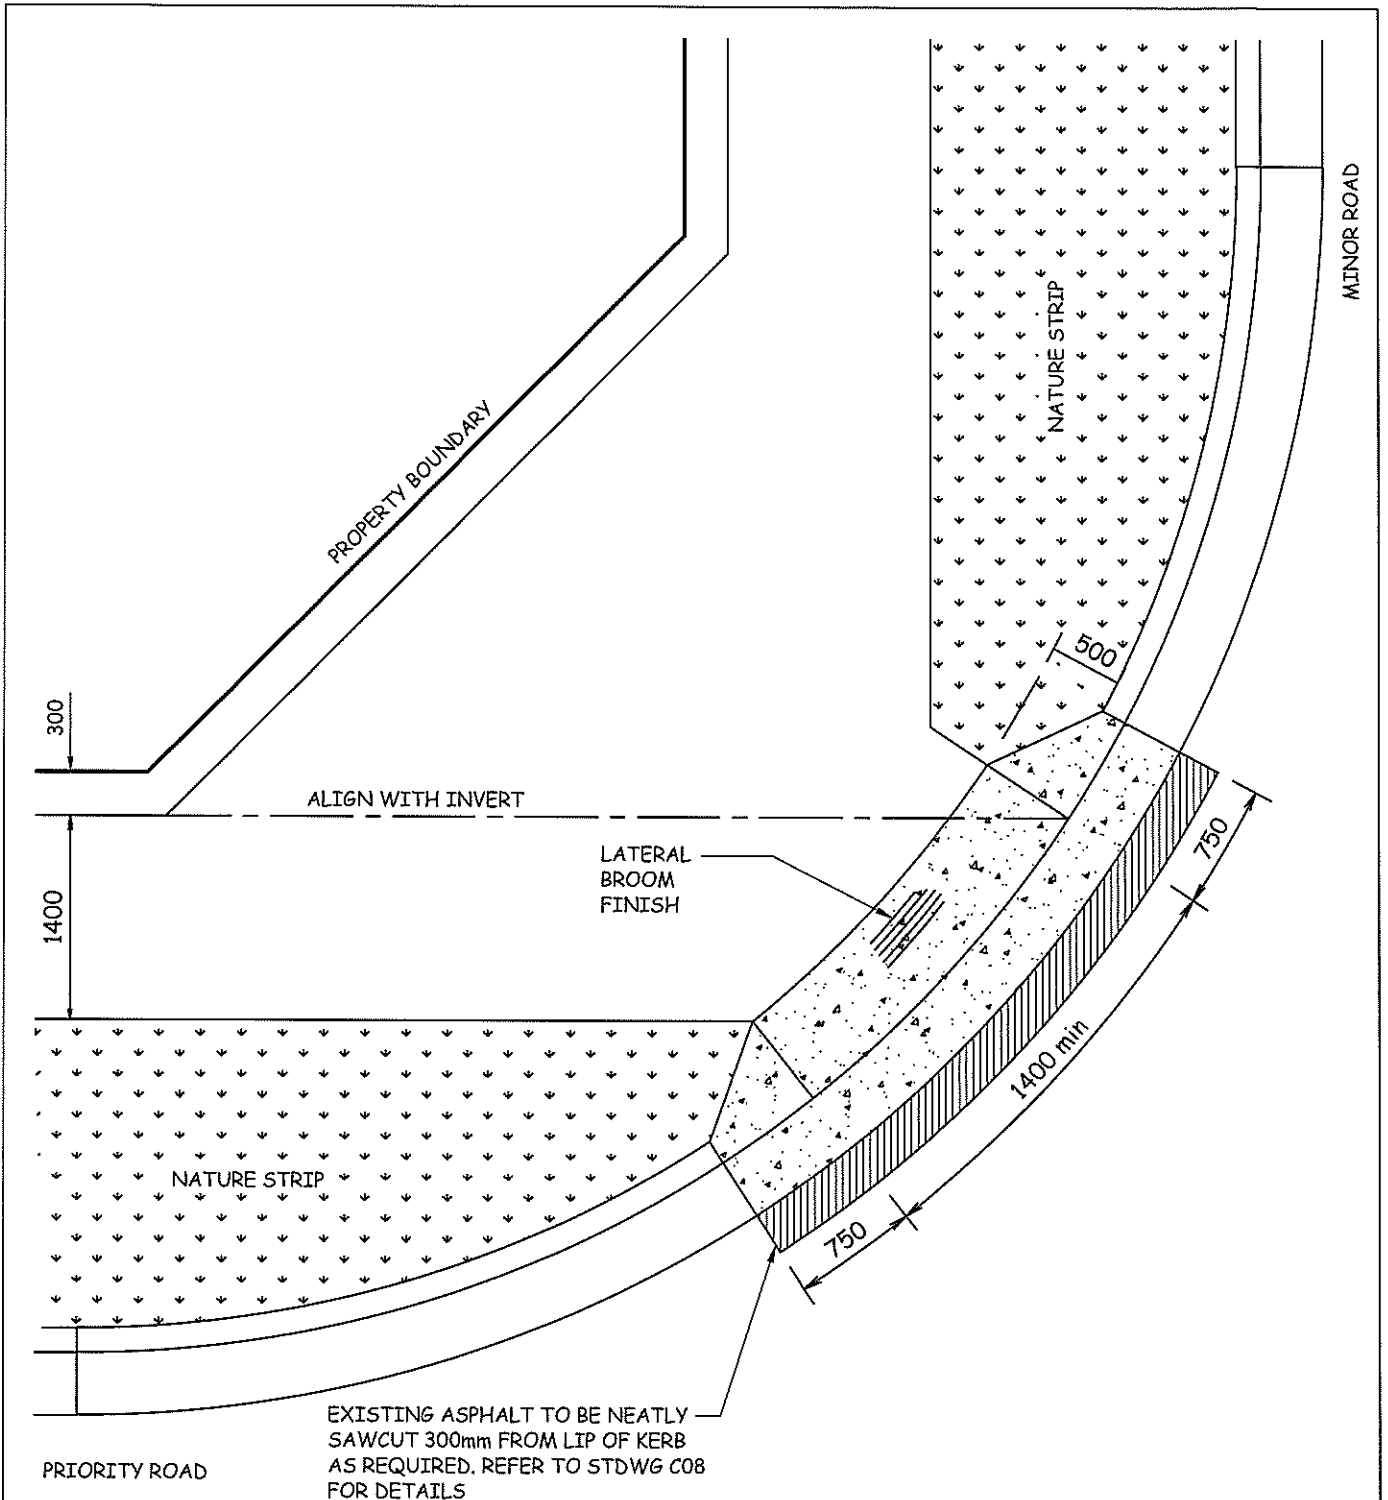 MINOR ROAD
NATURE STRIP
PROPERTY BOUNDARY
500
300
ALIGN WITH INVERT
LATERAL
BROOM
FINISH
750
1400
1400 min
NATURE STRIP
750
EXISTING ASPHALT TO BE NEATLY
SAWCUT 300mm FROM LIP OF KERB
AS REQUIRED. REFER TO STDWG C08
FOR DETAILS
PRIORITY ROAD